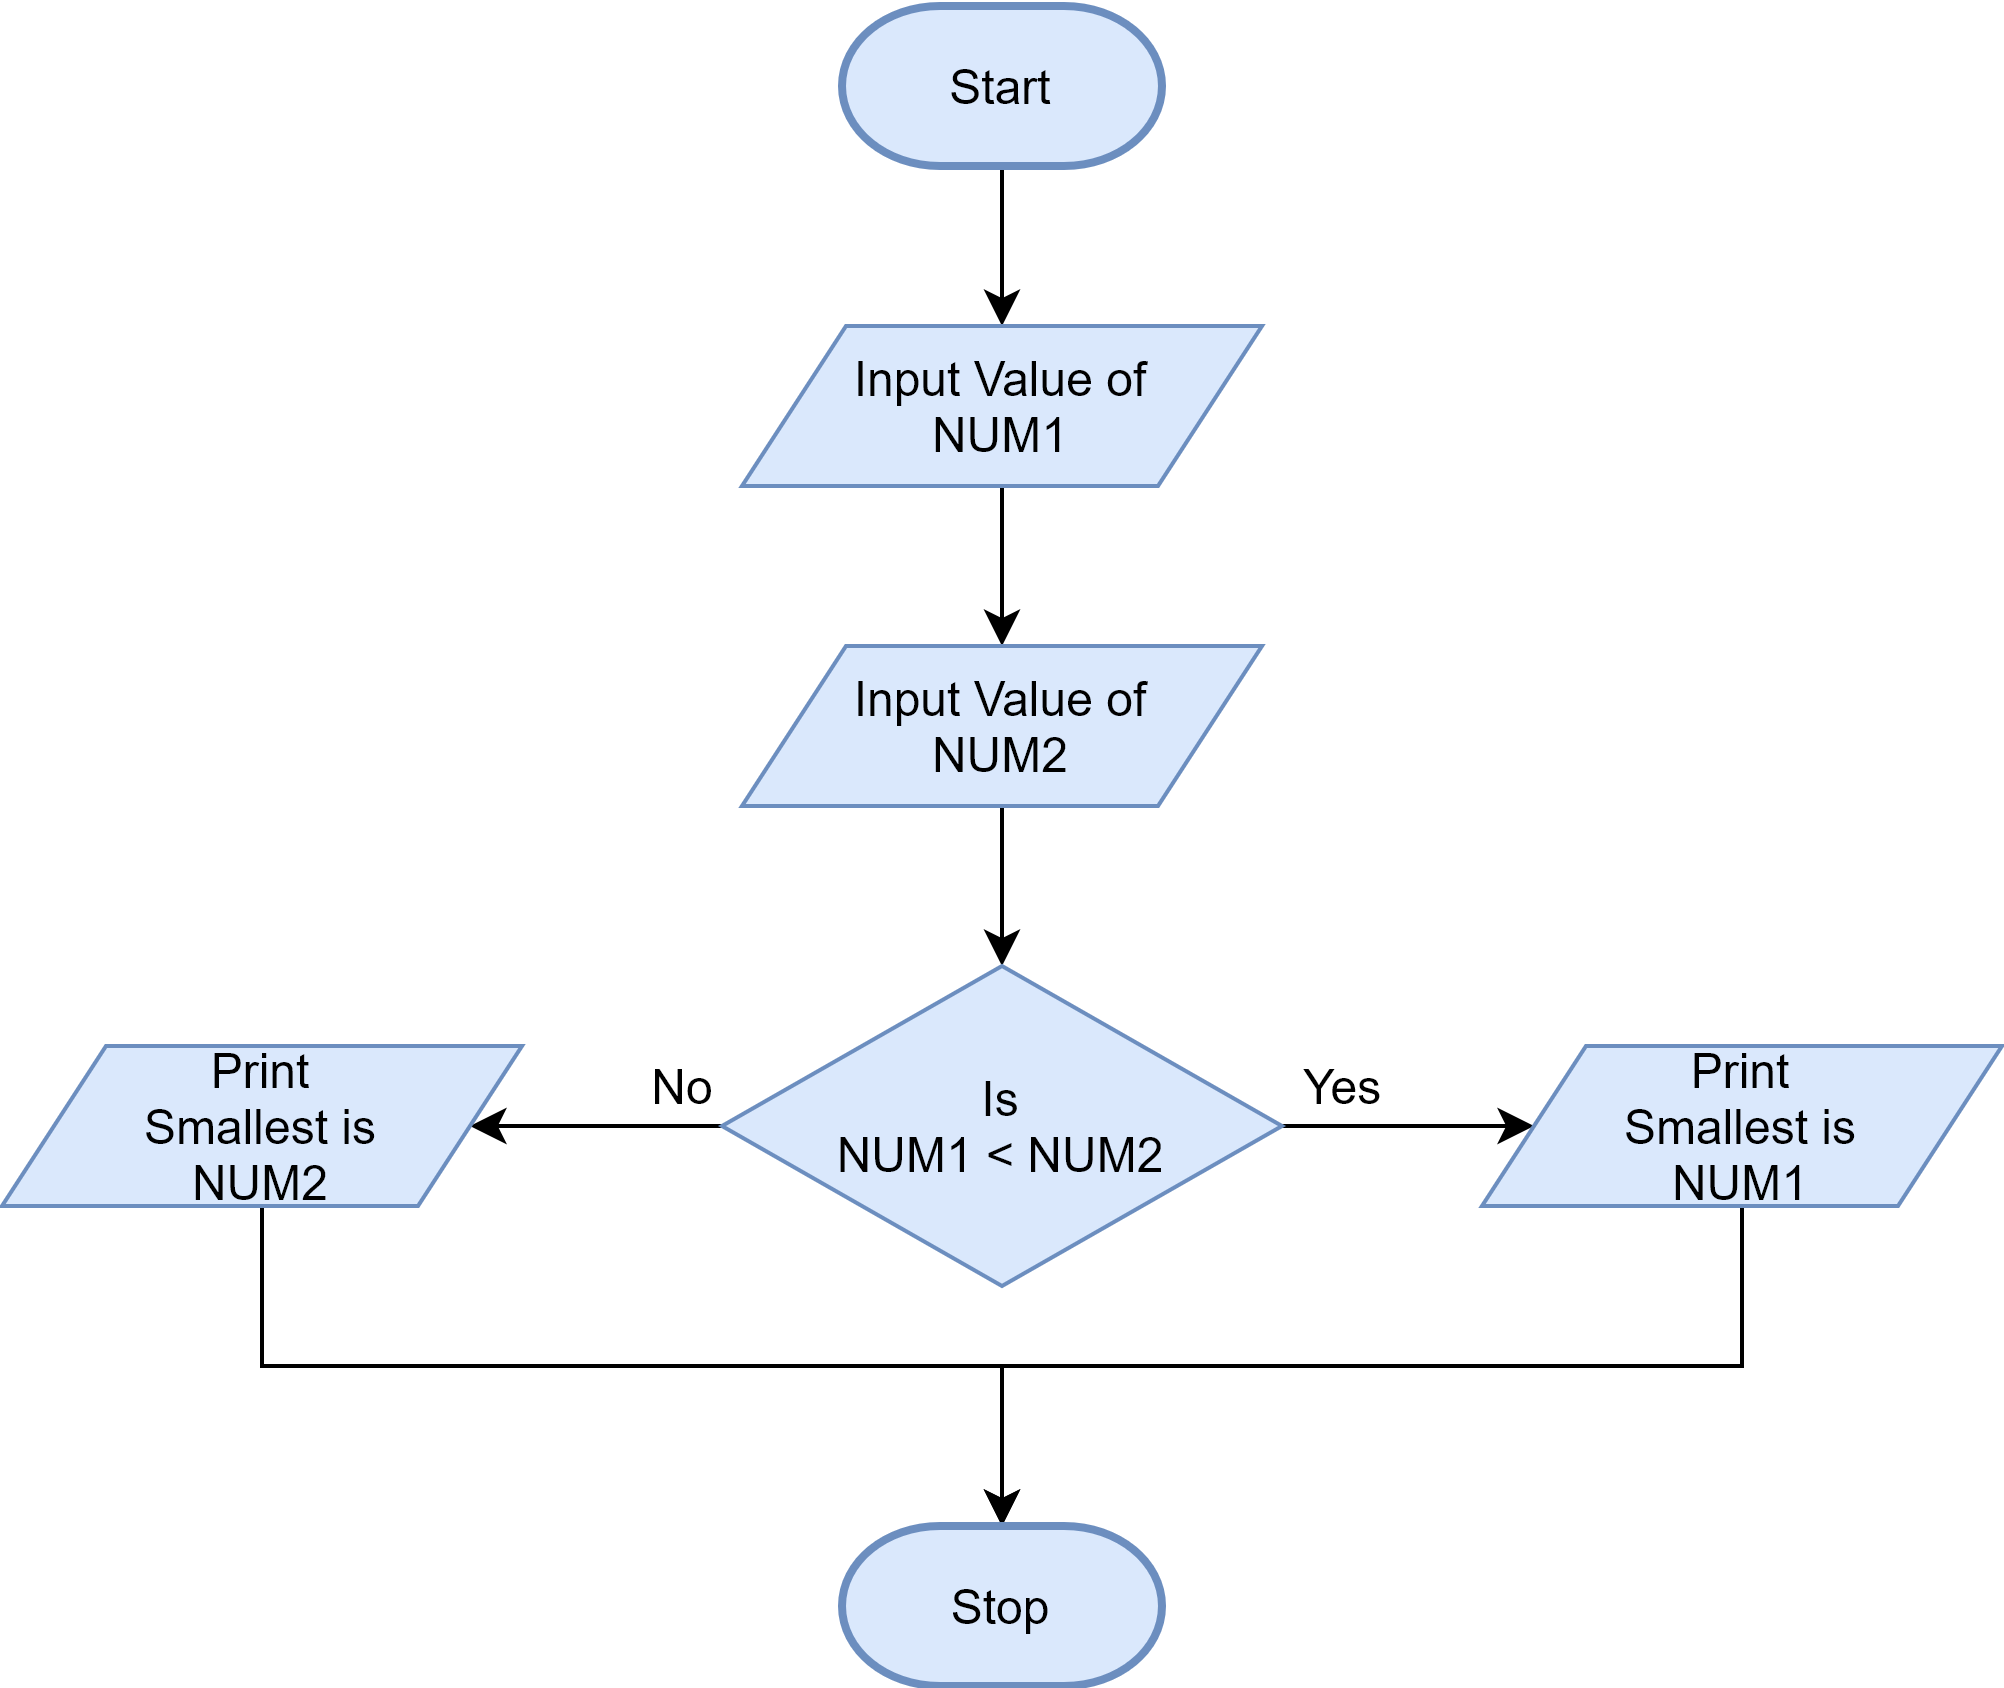 Start
Input Value of
NUM1
Input Value of
NUM2
Is
NUM1 < NUM2
No
Yes
Print
Smallest is
NUM2
Print
Smallest is
NUM1
Stop